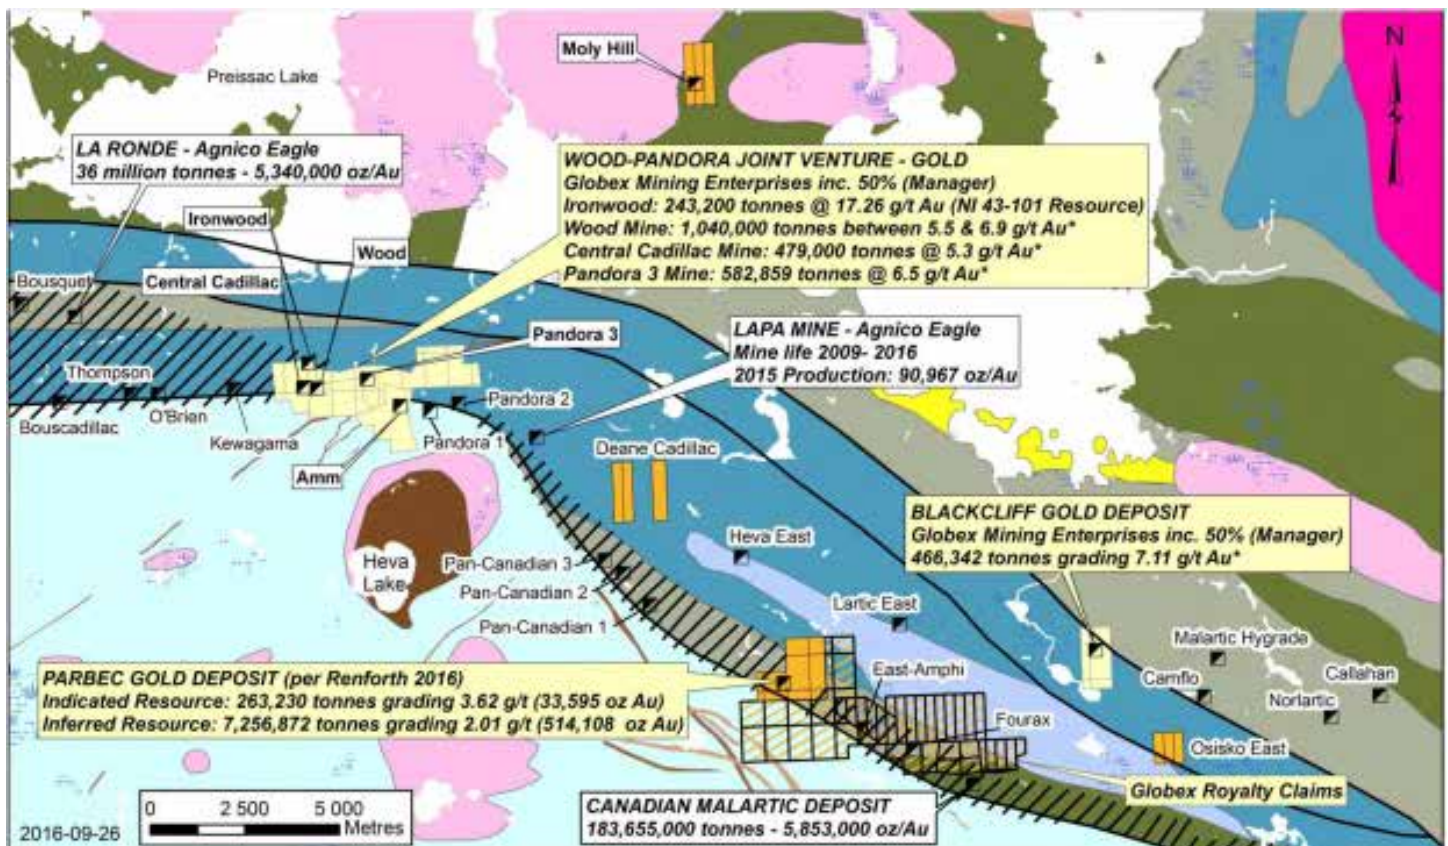 Moly Hill
N
Preissac Lake
LA RONDE - Agnico Eagle
36 million tonnes - 5,340,000 oz/Au
WOOD-PANDORA JOINT VENTURE - GOLD
Globex Mining Enterprises inc. 50% (Manager)
Ironwood: 243,200 tonnes @ 17.26 g/t Au (NI 43-101 Resource)
Wood Mine: 1,040,000 tonnes between 5.5 & 6.9 g/t Au*
Central Cadillac Mine: 479,000 tonnes @ 5.3 g/t Au*
Pandora 3 Mine: 582,859 tonnes @ 6.5 g/t Au*
Ironwood
Wood
Bousquet
Central Cadillac
Pandora 3
LAPA MINE - Agnico Eagle
Mine life 2009- 2016
2015 Production: 90,967 oz/Au
Thompson
O'Brien
Bouscadillac
Kewagama
Pandora 2
Pandora 1
Amm
Deane Cadillac
BLACKCLIFF GOLD DEPOSIT
Globex Mining Enterprises inc. 50% (Manager)
466,342 tonnes grading 7.11 g/t Au*
Heva East
Heva
Lake
Pan-Canadian 3
Pan-Canadian 2
Pan-Canadian 1
Lartic East
Malartic Hygrade
East-Amphi
Camflo
Callahan
Norlartic
PARBEC GOLD DEPOSIT (per Renforth 2016)
Indicated Resource: 263,230 tonnes grading 3.62 g/t (33,595 oz Au)
Inferred Resource: 7,256,872 tonnes grading 2.01 g/t (514,108 oz Au)
Fourax
Osisko East
Globex Royalty Claims
0 2 500 5 000
Metres
2016-09-26
CANADIAN MALARTIC DEPOSIT
183,655,000 tonnes - 5,853,000 oz/Au